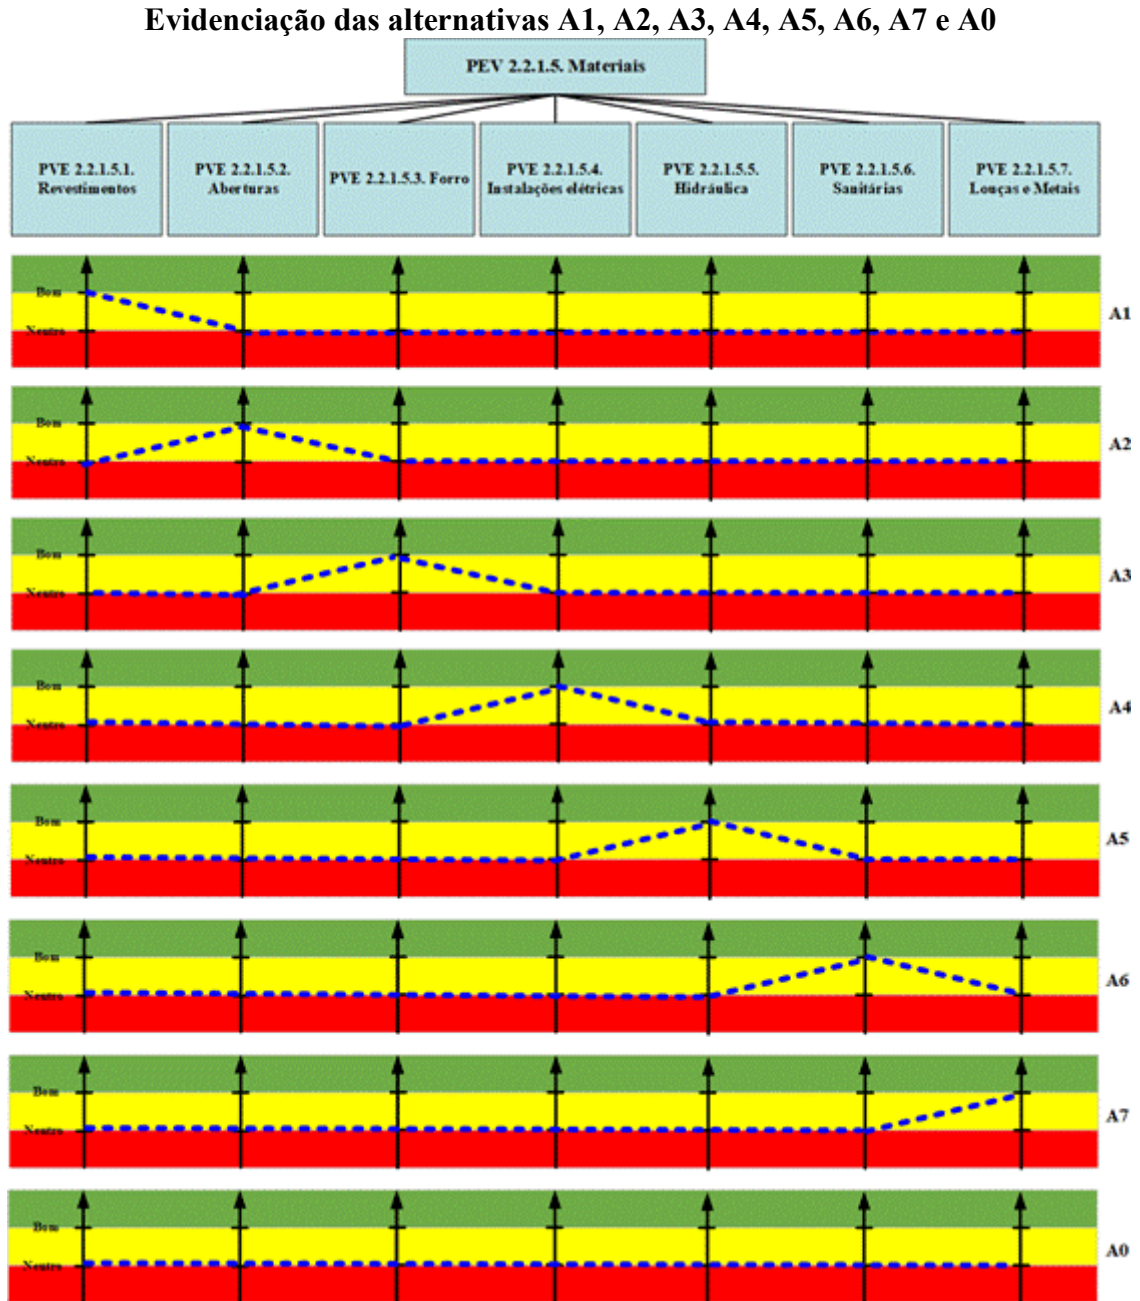 Evidenciação das alternativas A1, A2, A3, A4, A5, A6, A7 e A0
PEV 2.2.1.5. Materiais
PVE 2.2.1.5.1.
Revestimentos
PVE 2.2.1.5.2.
Aberturas
PVE 2.2.1.5.3. Forro
PVE 2.2.1.5.4.
Instalações elétricas
PVE 2.2.1.5.5.
Hidráulica
PVE 2.2.1.5.6.
Sanitárias
PVE 2.2.1.5.7.
Louças e Metais
Bom
Neutro
A1
Bom
Neutro
A2
Bom
Neutro
A3
Bom
Neutro
A4
Bom
Neutro
A5
Bom
Neutro
A6
Bom
Neutro
A7
Bom
Neutro
A0